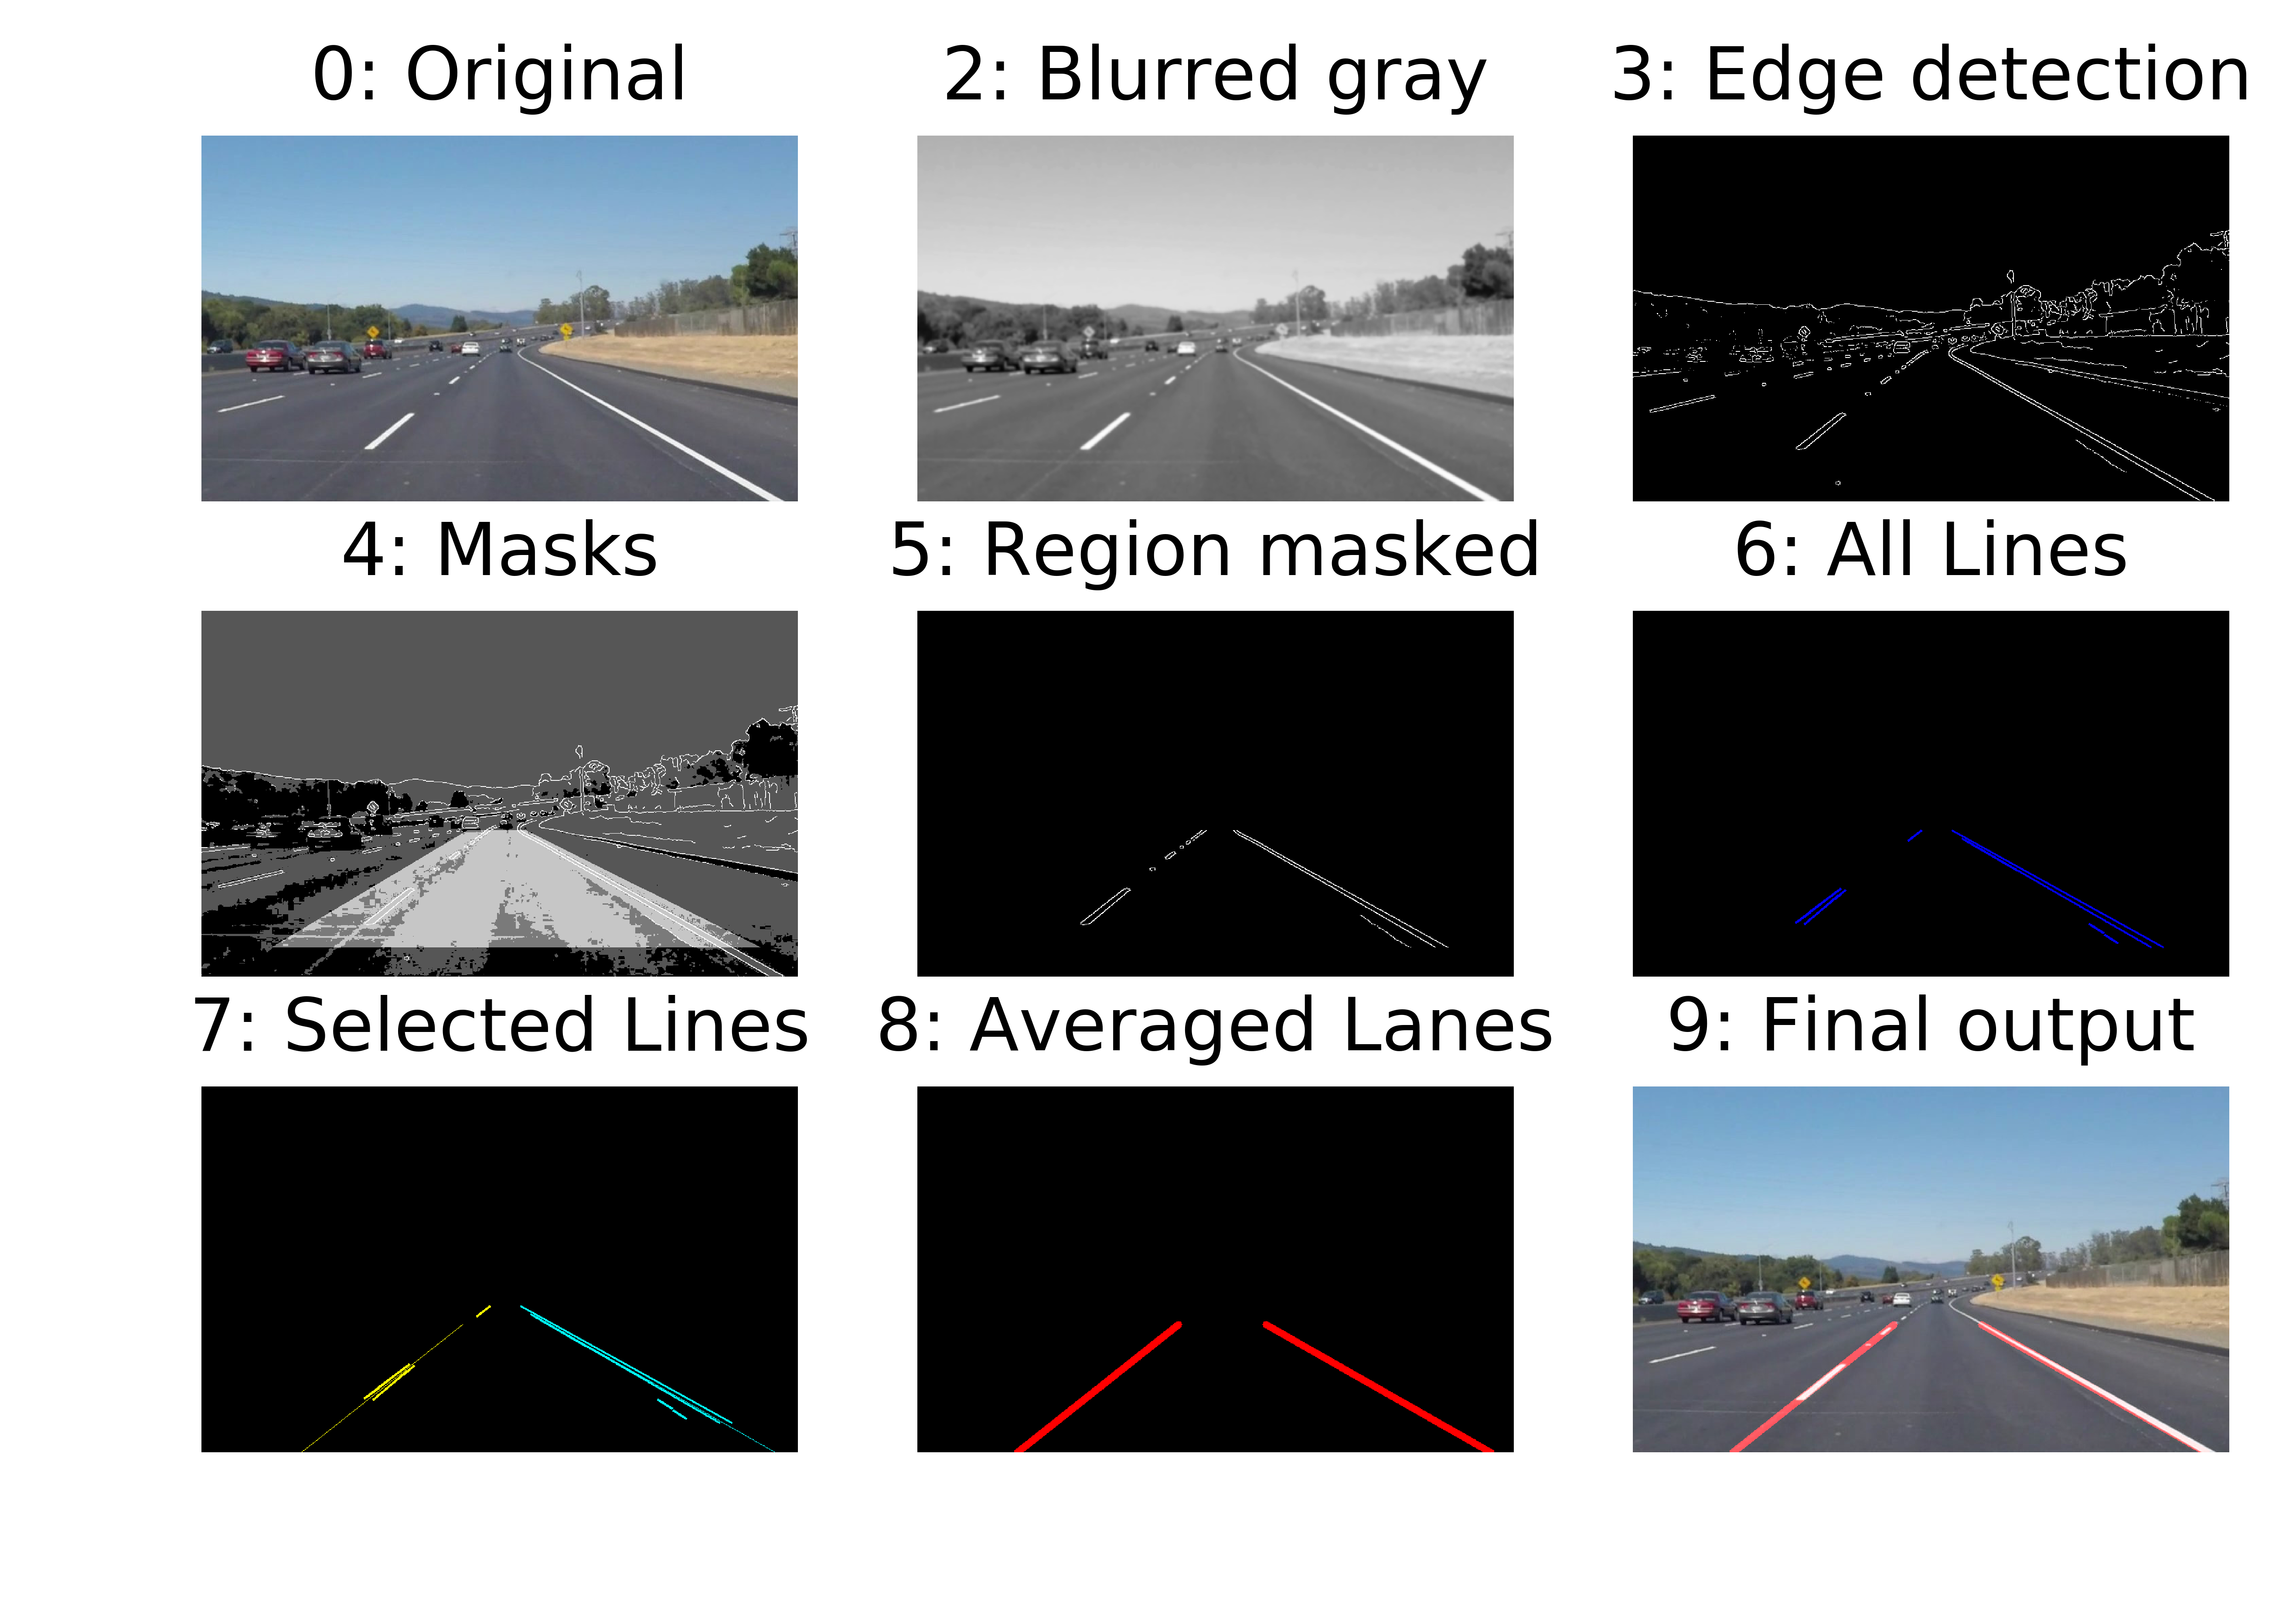 0: Original
2: Blurred gray
3: Edge detection
4: Masks
5: Region masked
6: All Lines
7: Selected Lines
8: Averaged Lanes
9: Final output